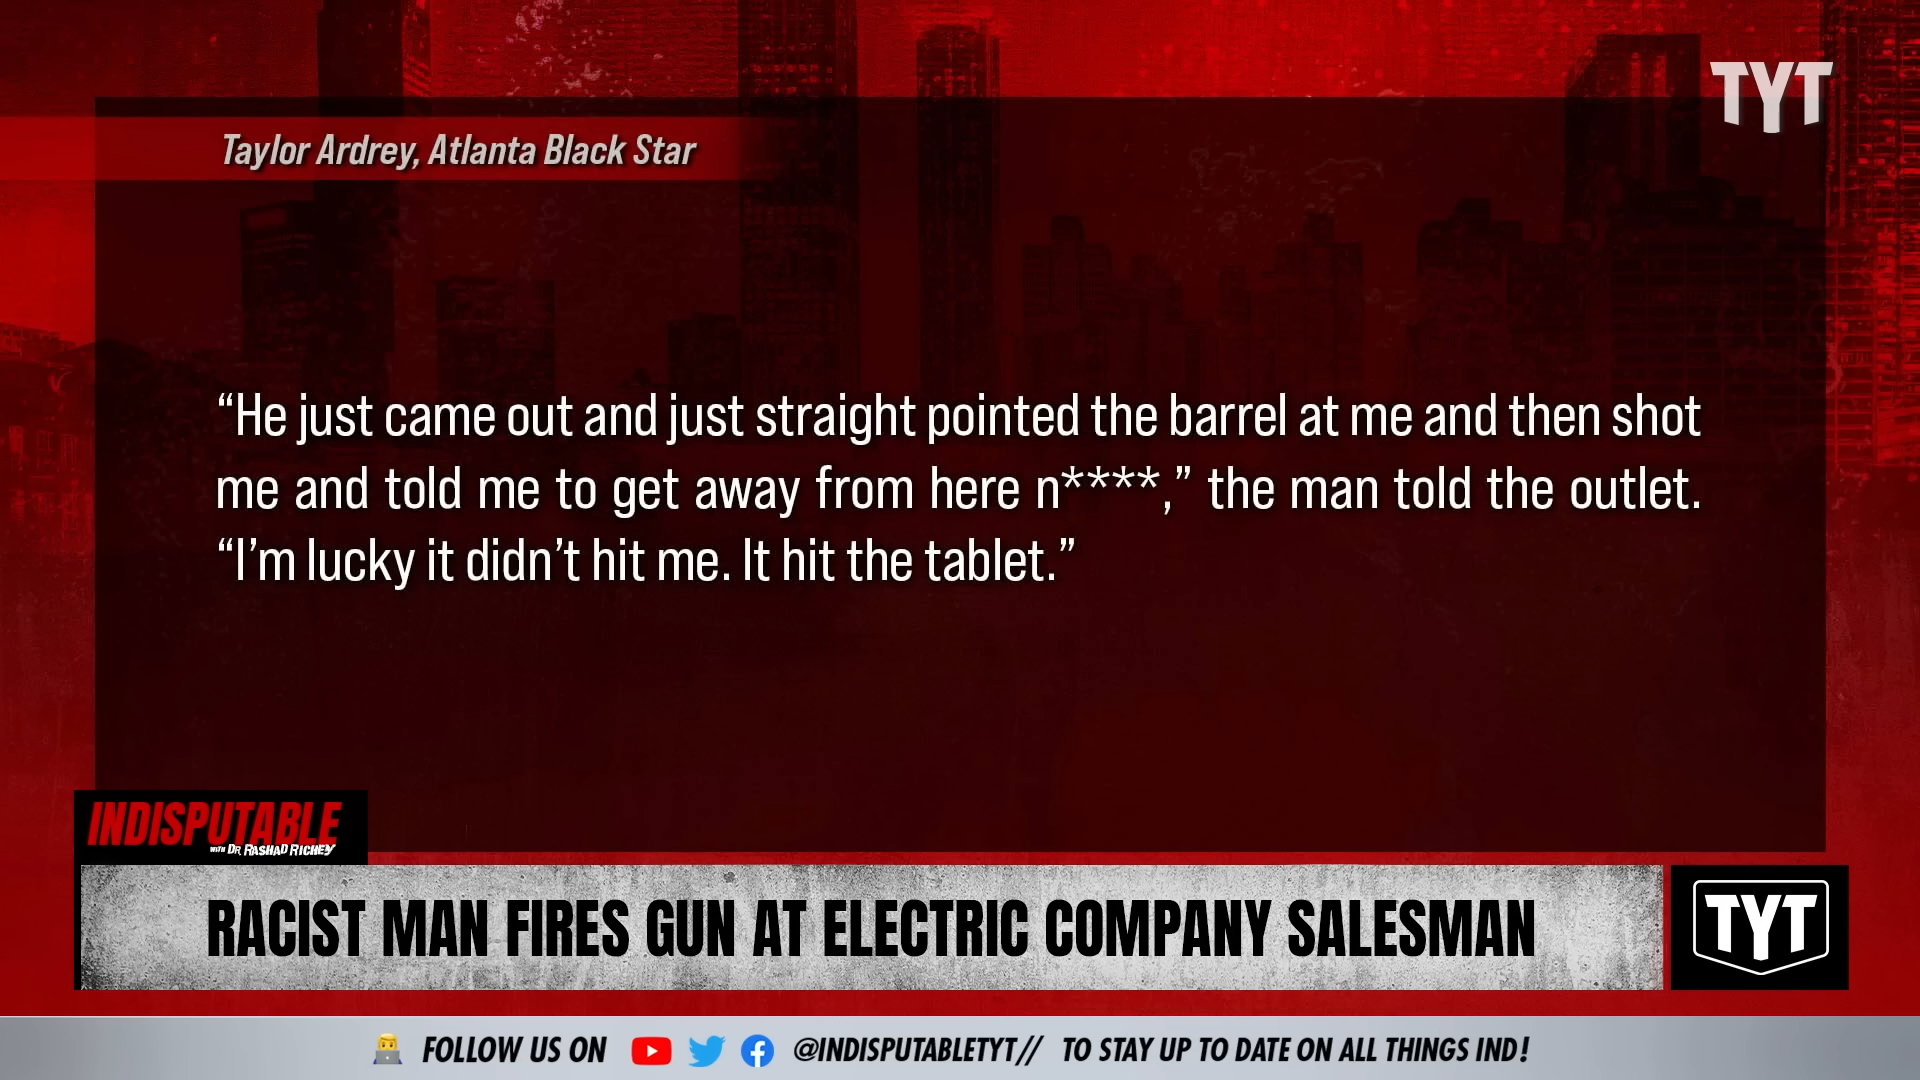 TYT
Taylor Ardrey, Atlanta Black Star
“He just came out and just straight pointed the barrel at me and then shot
me and told me to get away from here n****,” the man told the outlet.
“I’m lucky it didn’t hit me. It hit the tablet.”
INDISPUTABLE
WITH DR RASHAD RICHEY
RACIST MAN FIRES GUN AT ELECTRIC COMPANY SALESMAN
TYT
FOLLOW US ON @INDISPUTABLETYT// TO STAY UP TO DATE ON ALL THINGS IND!